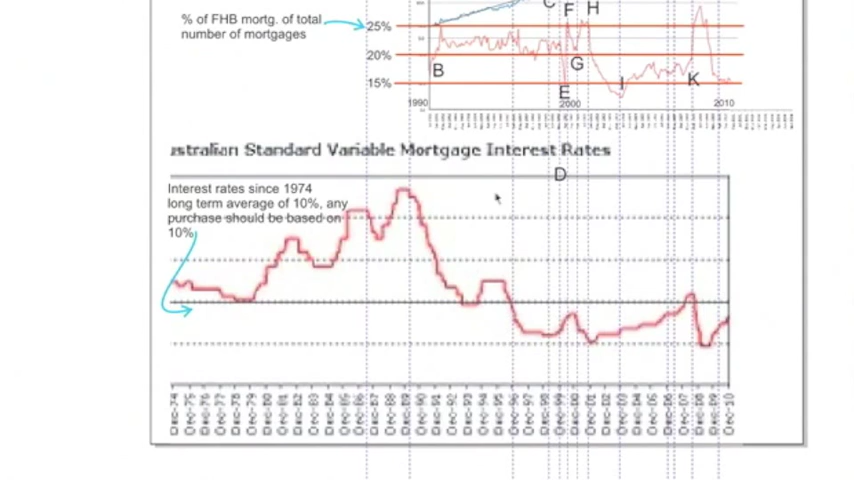 C F H
% of FHB mortg. of total
number of mortgages
25%
20%
15%
B
G
E
I
K
1990
2000
2010
ustralian Standard Variable Mortgage Interest Rates
D
Interest rates since 1974
long term average of 10%, any
purchase should be based on
10%
Dec-74 Dec-75 Dec-76 Dec-77 Dec-78 Dec-79 Dec-80 Dec-81 Dec-82 Dec-83 Dec-84 Dec-85 Dec-86 Dec-87 Dec-88 Dec-89 Dec-90 Dec-91 Dec-92 Dec-93 Dec-94 Dec-95 Dec-96 Dec-97 Dec-98 Dec-99 Dec-00 Dec-01 Dec-02 Dec-03 Dec-04 Dec-05 Dec-06 Dec-07 Dec-08 Dec-09 Dec-10